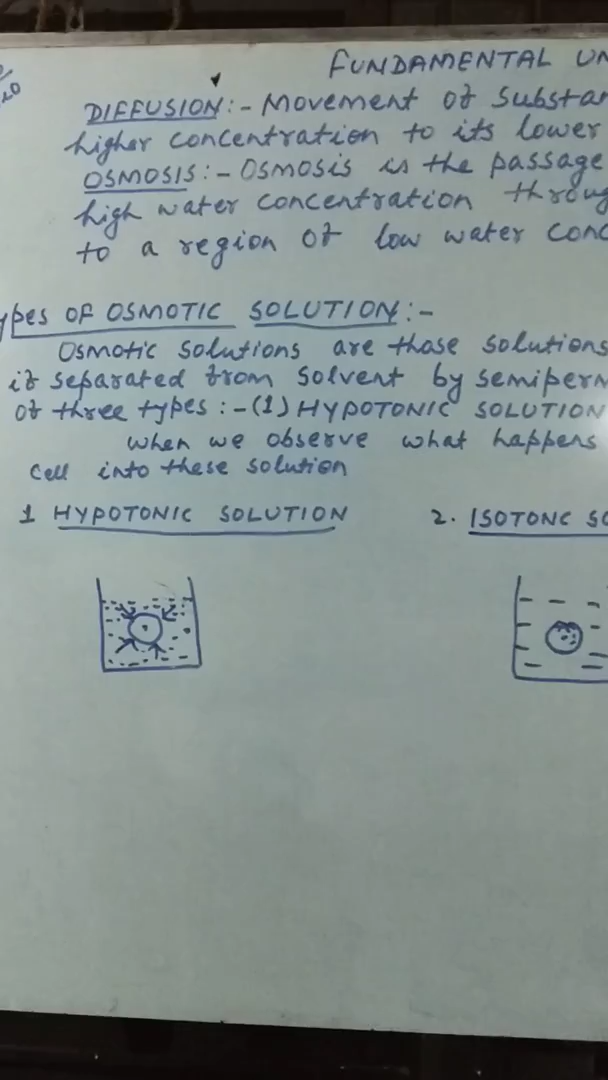 FUNDAMENTAL UN
DIFFUSION:- Movement of Substan
higher concentration to its lower
OSMOSIS:- Osmosis is the passage
high water concentration throug
to a region of low water conc
ypes OF OSMOTIC SOLUTION:-
Osmotic solutions are those solutions
is separated from solvent by semiperm
of three types:-(1) HYPOTONIC SOLUTION
when we observe what happens
cell into these solution
1 HYPOTONIC SOLUTION
2. ISOTONC SO